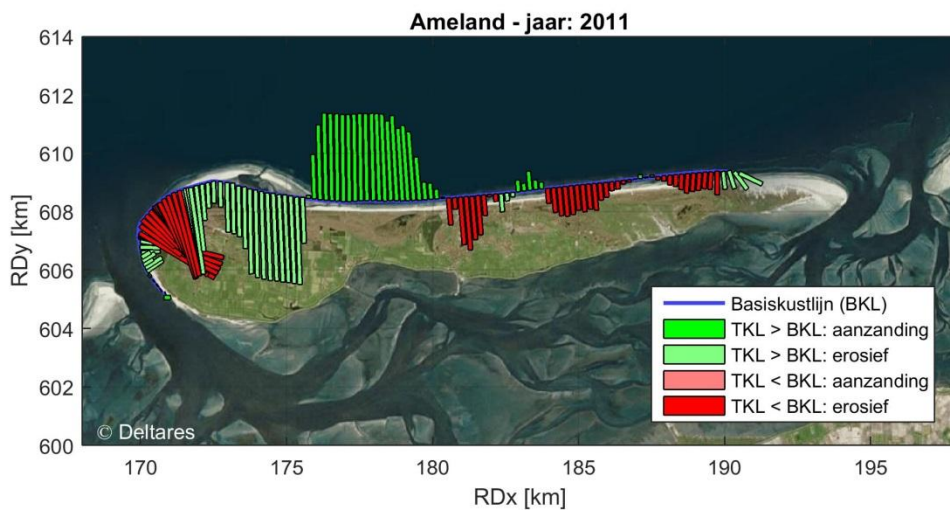 Ameland - jaar: 2011
614
612
610
608
606
604
602
600
RDy [km]
Basiskustlijn (BKL)
TKL > BKL: aanzanding
TKL > BKL: erosief
TKL < BKL: aanzanding
TKL < BKL: erosief
© Deltares
170 175 180 185 190 195
RDx [km]